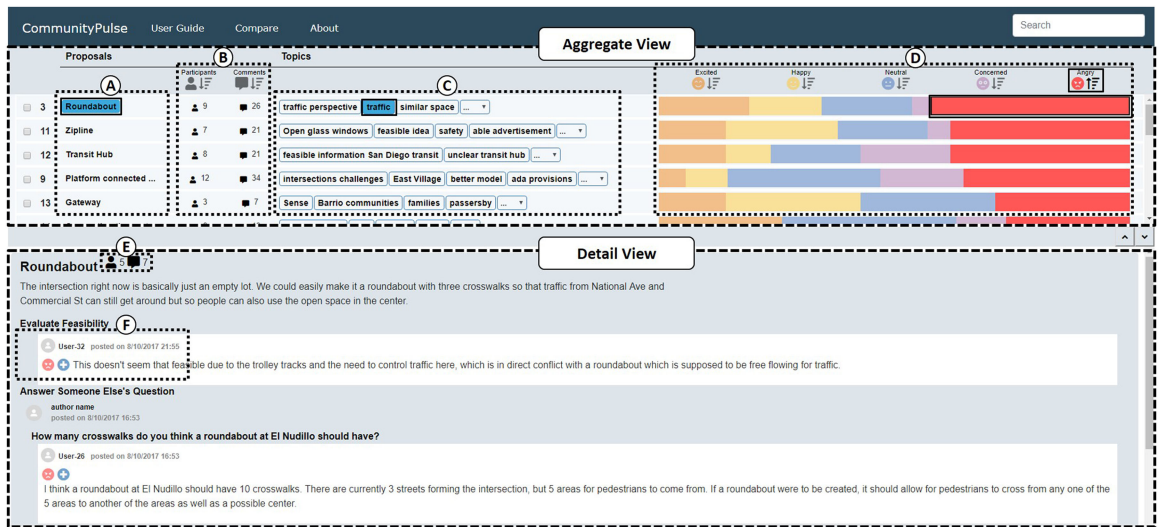 CommunityPulse User Guide Compare About Search
Aggregate View
Proposals Topics
B D
Participants Comments Excited Happy Neutral Concerned Angry
A C
3 Roundabout 9 26 traffic perspective traffic similar space ...
11 Zipline 7 21 Open glass windows feasible idea safety able advertisement ...
12 Transit Hub 8 21 feasible information San Diego transit unclear transit hub ...
9 Platform connected ... 12 34 intersections challenges East Village better model ada provisions ...
13 Gateway 3 7 Sense Barrio communities families passersby ...
E
Detail View
Roundabout 5 7
The intersection right now is basically just an empty lot. We could easily make it a roundabout with three crosswalks so that traffic from National Ave and
Commercial St can still get around but so people can also use the open space in the center.
Evaluate Feasibility F
User-32 posted on 8/10/2017 21:55
This doesn't seem that feasible due to the trolley tracks and the need to control traffic here, which is in direct conflict with a roundabout which is supposed to be free flowing for traffic.
Answer Someone Else's Question
author name
posted on 8/10/2017 16:53
How many crosswalks do you think a roundabout at El Nudillo should have?
User-26 posted on 8/10/2017 16:53
I think a roundabout at El Nudillo should have 10 crosswalks. There are currently 3 streets forming the intersection, but 5 areas for pedestrians to come from. If a roundabout were to be created, it should allow for pedestrians to cross from any one of the
5 areas to another of the areas as well as a possible center.